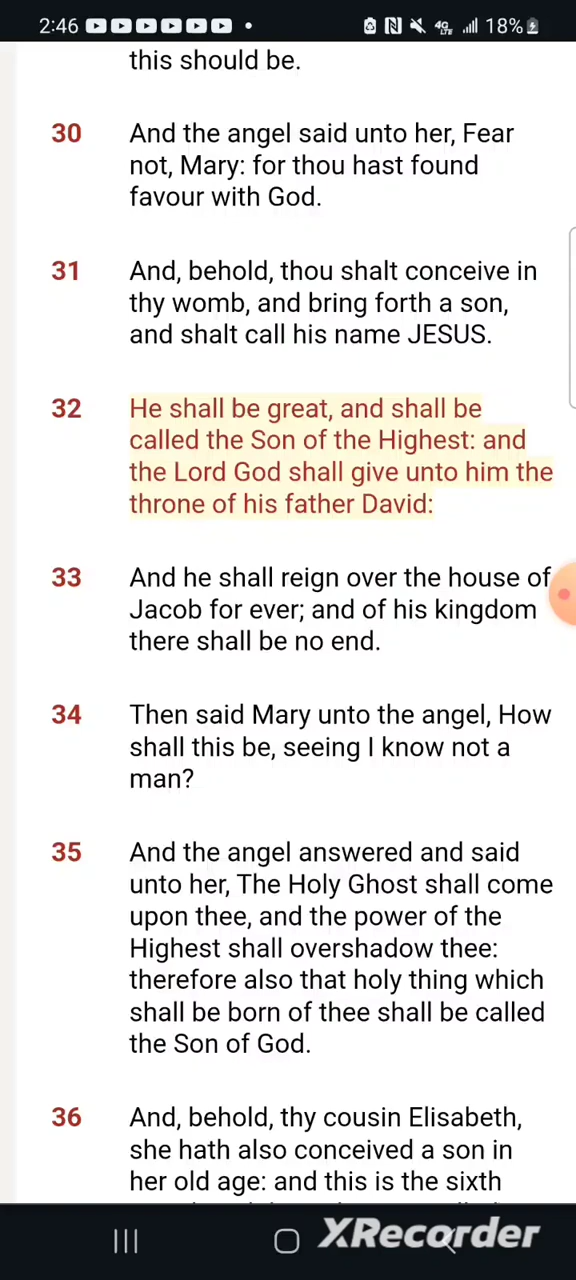 2:46
18%
this should be.
30 And the angel said unto her, Fear
not, Mary: for thou hast found
favour with God.
31 And, behold, thou shalt conceive in
thy womb, and bring forth a son,
and shalt call his name JESUS.
32 He shall be great, and shall be
called the Son of the Highest: and
the Lord God shall give unto him the
throne of his father David:
33 And he shall reign over the house of
Jacob for ever; and of his kingdom
there shall be no end.
34 Then said Mary unto the angel, How
shall this be, seeing I know not a
man?
35 And the angel answered and said
unto her, The Holy Ghost shall come
upon thee, and the power of the
Highest shall overshadow thee:
therefore also that holy thing which
shall be born of thee shall be called
the Son of God.
36 And, behold, thy cousin Elisabeth,
she hath also conceived a son in
her old age: and this is the sixth
XRecorder